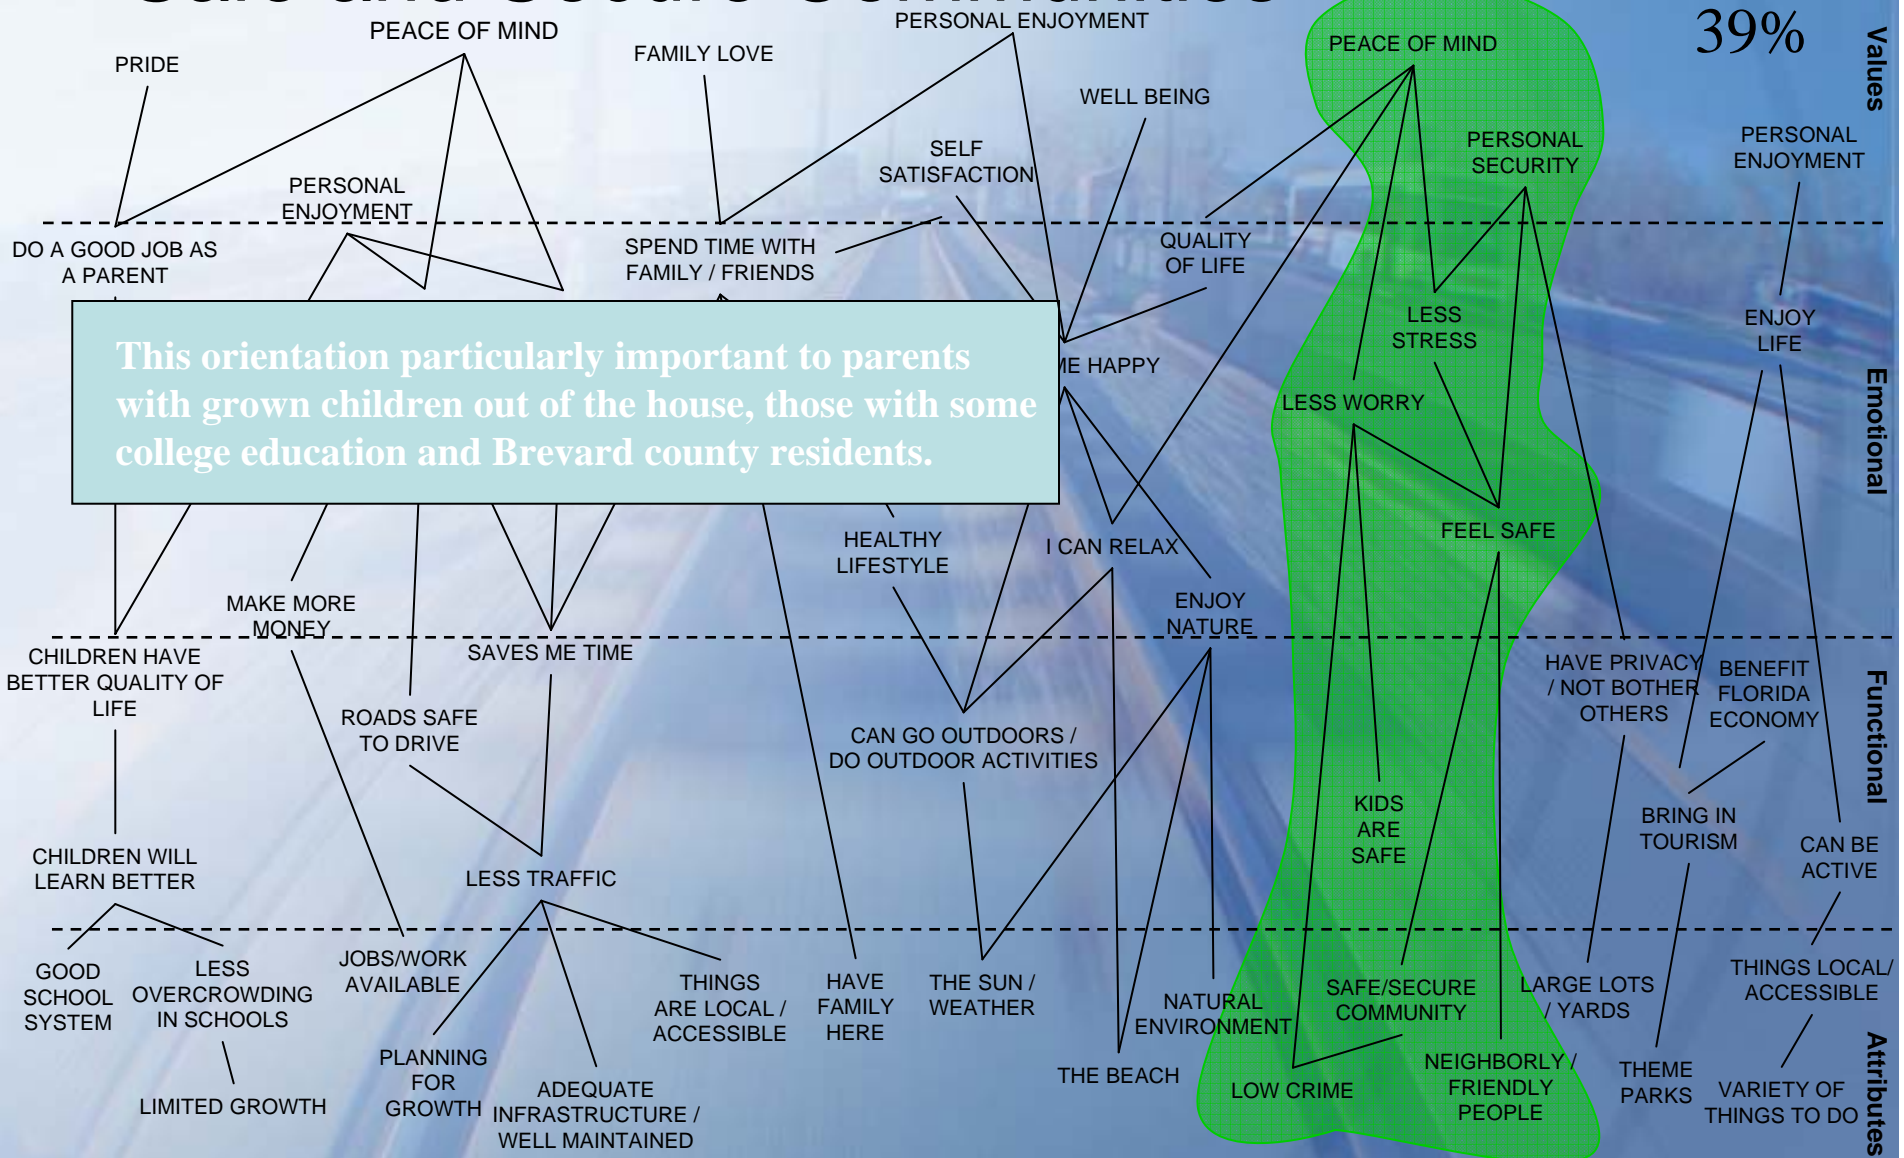 Safe and Secure Communities
39%
PEACE OF MIND
PERSONAL ENJOYMENT
PRIDE
FAMILY LOVE
PEACE OF MIND
WELL BEING
SELF
SATISFACTION
PERSONAL
SECURITY
PERSONAL
ENJOYMENT
PERSONAL
ENJOYMENT
Values
DO A GOOD JOB AS
A PARENT
SPEND TIME WITH
FAMILY / FRIENDS
QUALITY
OF LIFE
LESS
STRESS
ENJOY
LIFE
This orientation particularly important to parents
with grown children out of the house, those with some
college education and Brevard county residents.
HAPPY
LESS WORRY
Emotional
HEALTHY
LIFESTYLE
I CAN RELAX
FEEL SAFE
MAKE MORE
MONEY
ENJOY
NATURE
CHILDREN HAVE
BETTER QUALITY OF
LIFE
SAVES ME TIME
HAVE PRIVACY
/ NOT BOTHER
OTHERS
BENEFIT
FLORIDA
ECONOMY
Functional
ROADS SAFE
TO DRIVE
CAN GO OUTDOORS /
DO OUTDOOR ACTIVITIES
KIDS
ARE
SAFE
BRING IN
TOURISM
CAN BE
ACTIVE
CHILDREN WILL
LEARN BETTER
LESS TRAFFIC
GOOD
SCHOOL
SYSTEM
LESS
OVERCROWDING
IN SCHOOLS
JOBS/WORK
AVAILABLE
THINGS
ARE LOCAL /
ACCESSIBLE
HAVE
FAMILY
HERE
THE SUN /
WEATHER
NATURAL
ENVIRONMENT
SAFE/SECURE
COMMUNITY
LARGE LOTS
/ YARDS
THINGS LOCAL/
ACCESSIBLE
LIMITED GROWTH
PLANNING
FOR
GROWTH
ADEQUATE
INFRASTRUCTURE /
WELL MAINTAINED
THE BEACH
LOW CRIME
NEIGHBORLY /
FRIENDLY
PEOPLE
THEME
PARKS
VARIETY OF
THINGS TO DO
Attributes